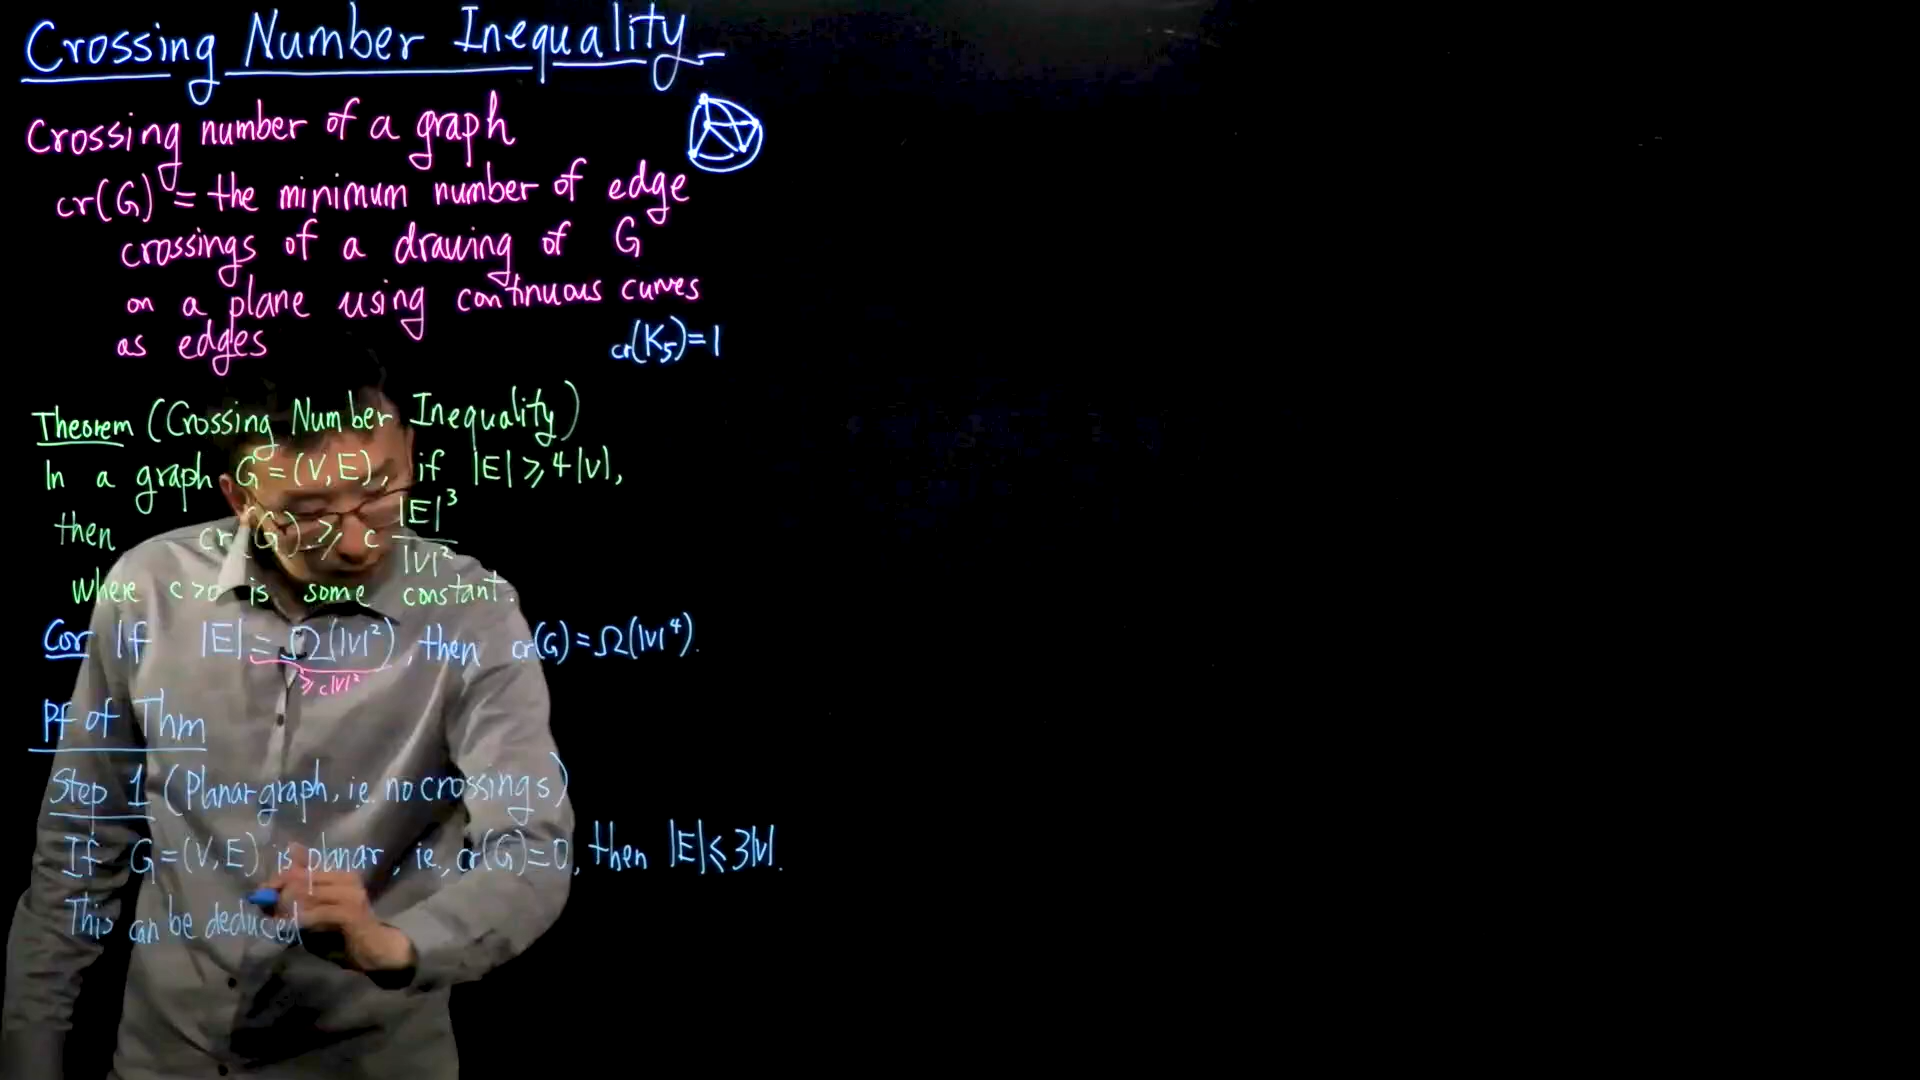 Crossing Number Inequality
Crossing number of a graph
cr(G) = the minimum number of edge
crossings of a drawing of G
on a plane using continuous curves
as edges
cr(K₅)=1
Theorem (Crossing Number Inequality)
In a graph G=(V,E), if |E| ⩾ 4|V|,
then cr(G) ⩾ c |E|³/|V|²
Where c>0 is some constant.
Cor If |E| = Ω(|V|²), then cr(G)=Ω(|V|⁴).
⩾ c|V|²
Pf of Thm
Step 1 (Planar graph, i.e. no crossings)
If G=(V,E) is planar, i.e., cr(G)=0, then |E|⩽3|V|.
This can be deduced